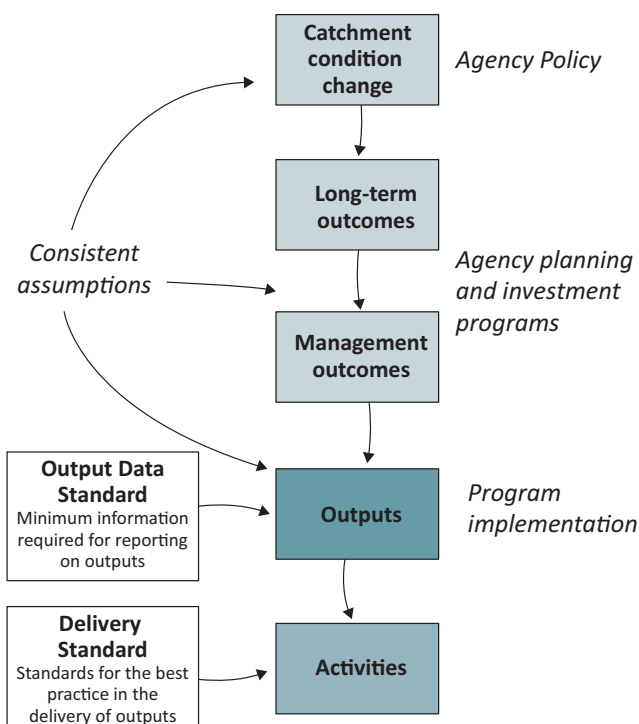 Catchment
condition
change
Agency Policy
Long-term
outcomes
Consistent
assumptions
Agency planning
and investment
programs
Management
outcomes
Output Data
Standard
Minimum information
required for reporting
on outputs
Outputs
Program
implementation
Delivery
Standard
Standards for the best
practice in the
delivery of outputs
Activities